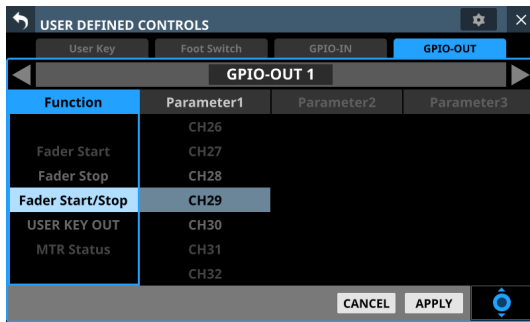 USER DEFINED CONTROLS
User Key Foot Switch GPIO-IN GPIO-OUT
GPIO-OUT 1
Function Parameter1 Parameter2 Parameter3
CH26
Fader Start CH27
Fader Stop CH28
Fader Start/Stop CH29
USER KEY OUT CH30
MTR Status CH31
CH32
CANCEL APPLY